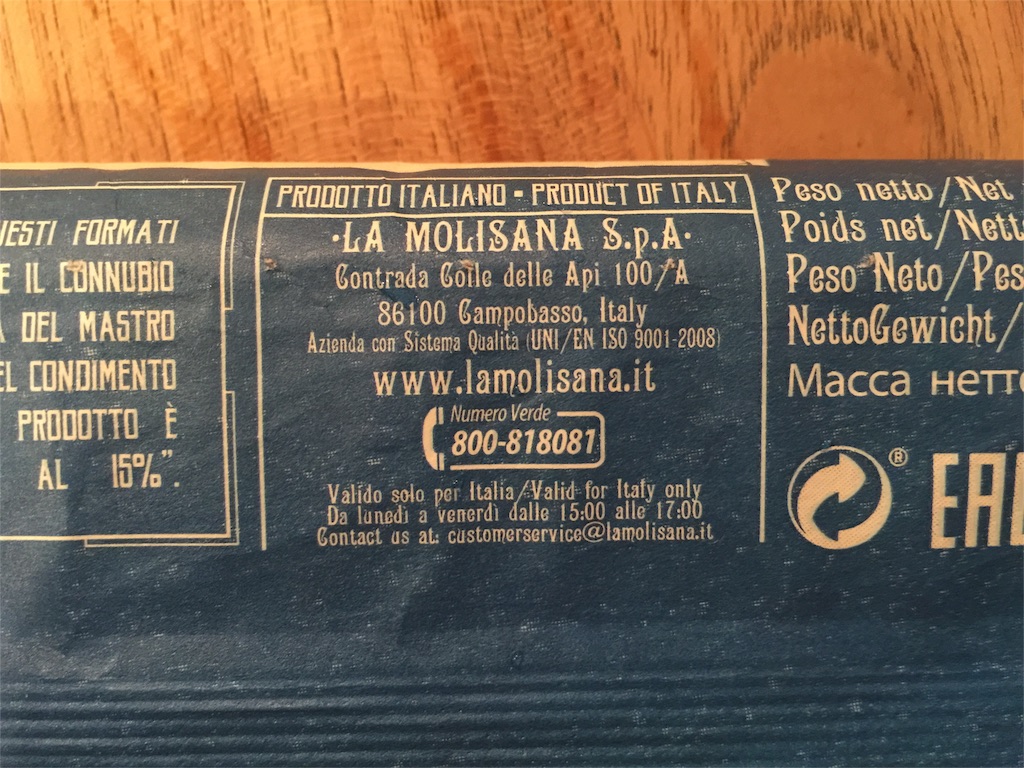 UESTI FORMATI
E IL CONNUBIO
A DEL MASTRO
EL CONDIMENTO
PRODOTTO È
AL 15%".
PRODOTTO ITALIANO - PRODUCT OF ITALY
·LA MOLISANA S.p.A·
Contrada Colle delle Api 100/A
86100 Campobasso, Italy
Azienda con Sistema Qualità (UNI/EN ISO 9001-2008)
www.lamolisana.it
Numero Verde
800-818081
Valido solo per Italia/Valid for Italy only
Da lunedì a venerdì dalle 15:00 alle 17:00
Contact us at: customerservice@lamolisana.it
Peso netto/Net
Poids net/Nett
Peso Neto/Pes
NettoGewicht/
Масса нетто
® EAC